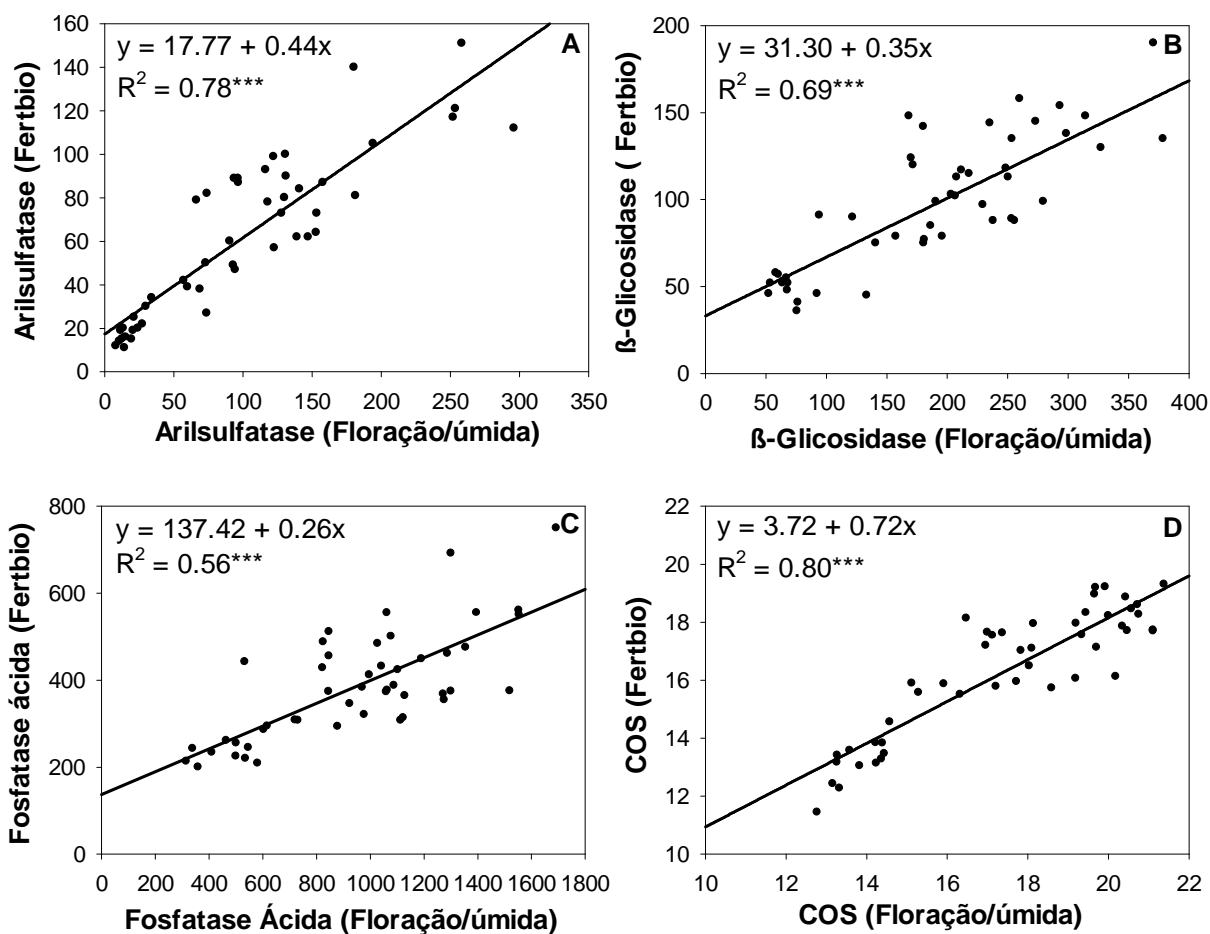 A
y = 17.77 + 0.44x
R² = 0.78***
Arilsulfatase (Fertbio)
160
140
120
100
80
60
40
20
0
0 50 100 150 200 250 300 350
Arilsulfatase (Floração/úmida)
B
y = 31.30 + 0.35x
R² = 0.69***
ß-Glicosidase ( Fertbio)
200
150
100
50
0
0 50 100 150 200 250 300 350 400
ß-Glicosidase (Floração/úmida)
C
y = 137.42 + 0.26x
R² = 0.56***
Fosfatase ácida (Fertbio)
800
600
400
200
0
0 200 400 600 800 1000 1200 1400 1600 1800
Fosfatase Ácida (Floração/úmida)
D
y = 3.72 + 0.72x
R² = 0.80***
COS (Fertbio)
22
20
18
16
14
12
10
10 12 14 16 18 20 22
COS (Floração/úmida)